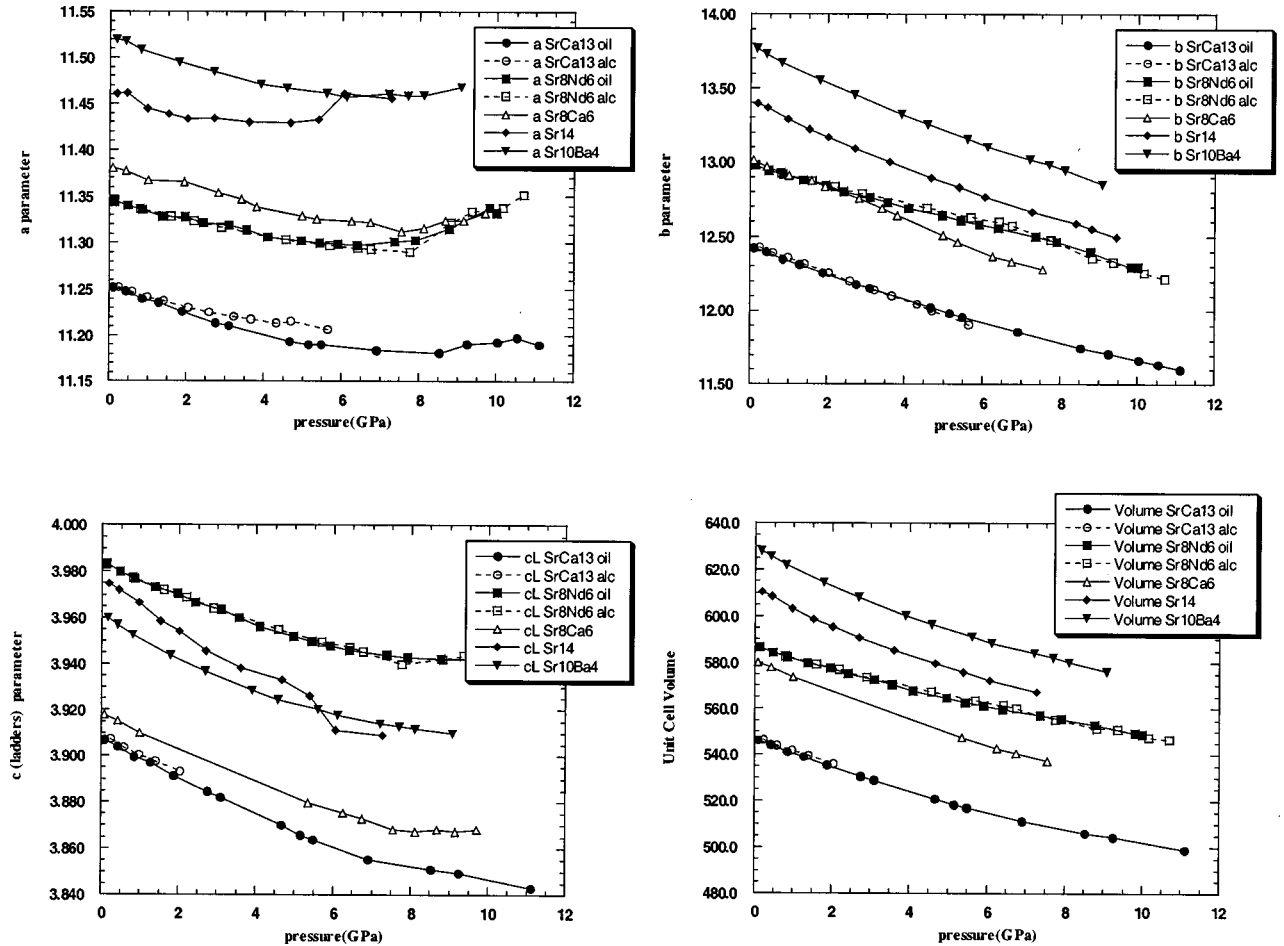 11.55
11.50
11.45
11.40
11.35
11.30
11.25
11.20
11.15
a parameter
0 2 4 6 8 10 12
pressure(GPa)
a SrCa13 oil
a SrCa13 alc
a Sr8Nd6 oil
a Sr8Nd6 alc
a Sr8Ca6
a Sr14
a Sr10Ba4
14.00
13.50
13.00
12.50
12.00
11.50
b parameter
0 2 4 6 8 10 12
pressure(GPa)
b SrCa13 oil
b SrCa13 alc
b Sr8Nd6 oil
b Sr8Nd6 alc
b Sr8Ca6
b Sr14
b Sr10Ba4
4.000
3.980
3.960
3.940
3.920
3.900
3.880
3.860
3.840
c (ladders) parameter
0 2 4 6 8 10 12
pressure(GPa)
cL SrCa13 oil
cL SrCa13 alc
cL Sr8Nd6 oil
cL Sr8Nd6 alc
cL Sr8Ca6
cL Sr14
cL Sr10Ba4
640.0
620.0
600.0
580.0
560.0
540.0
520.0
500.0
480.0
Unit Cell Volume
0 2 4 6 8 10 12
pressure(GPa)
Volume SrCa13 oil
Volume SrCa13 alc
Volume Sr8Nd6 oil
Volume Sr8Nd6 alc
Volume Sr8Ca6
Volume Sr14
Volume Sr10Ba4